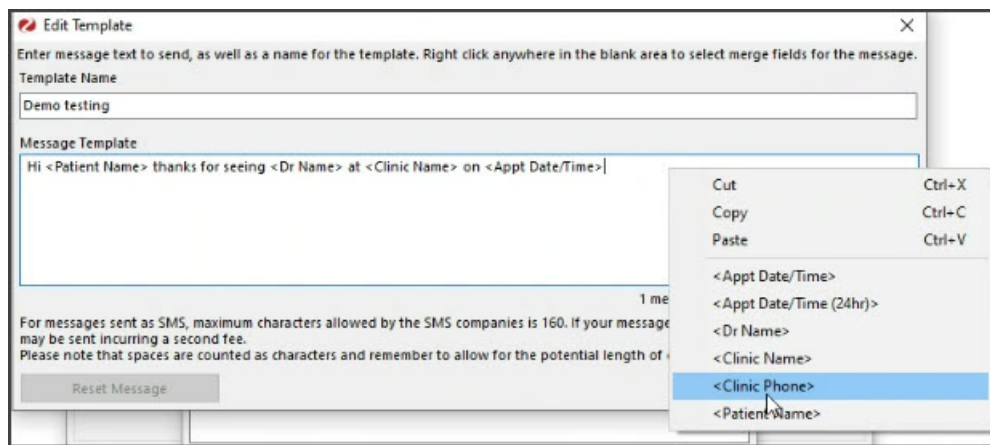 Edit Template
Enter message text to send, as well as a name for the template. Right click anywhere in the blank area to select merge fields for the message.
Template Name
Demo testing
Message Template
Hi <Patient Name> thanks for seeing <Dr Name> at <Clinic Name> on <Appt Date/Time>
Cut Ctrl+X
Copy Ctrl+C
Paste Ctrl+V
<Appt Date/Time>
<Appt Date/Time (24hr)>
<Dr Name>
<Clinic Name>
<Clinic Phone>
<Patient Name>
1
For messages sent as SMS, maximum characters allowed by the SMS companies is 160. If your message
may be sent incurring a second fee.
Please note that spaces are counted as characters and remember to allow for the potential length of
Reset Message